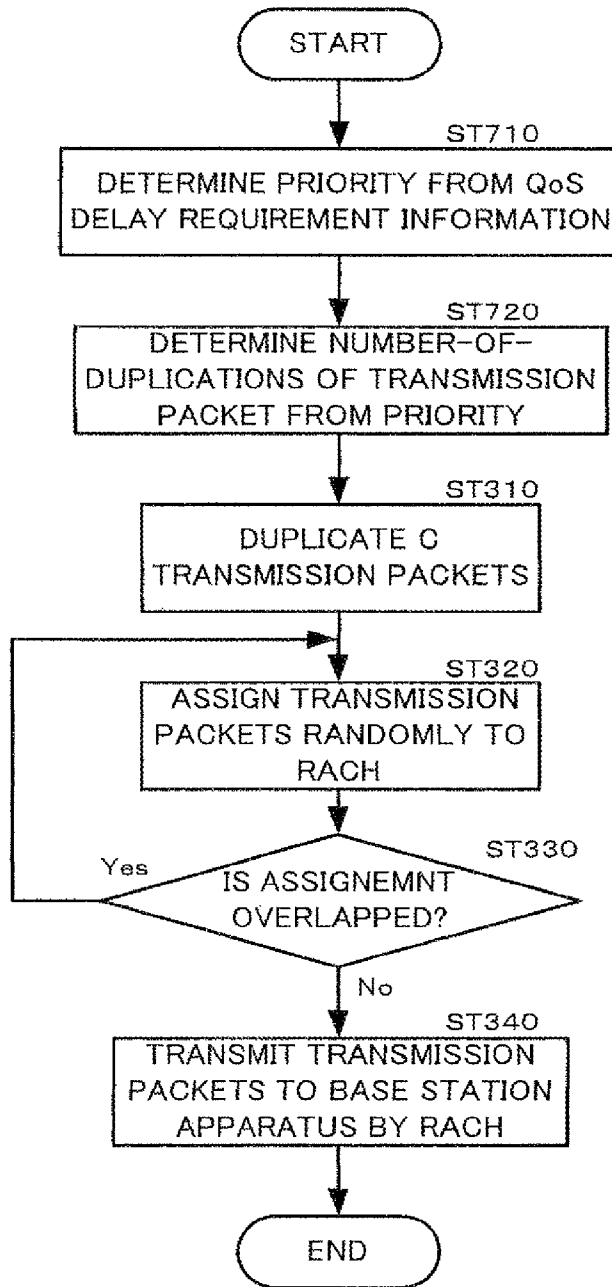 START
ST710
DETERMINE PRIORITY FROM QoS
DELAY REQUIREMENT INFORMATION
ST720
DETERMINE NUMBER-OF-
DUPLICATIONS OF TRANSMISSION
PACKET FROM PRIORITY
ST310
DUPLICATE C
TRANSMISSION PACKETS
ST320
ASSIGN TRANSMISSION
PACKETS RANDOMLY TO
RACH
ST330
Yes
IS ASSIGNEMNT
OVERLAPPED?
No
ST340
TRANSMIT TRANSMISSION
PACKETS TO BASE STATION
APPARATUS BY RACH
END